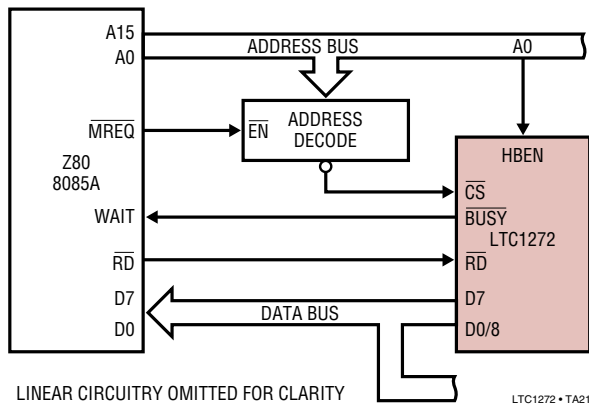 A15
A0
ADDRESS BUS
A0
MREQ
EN
ADDRESS
DECODE
HBEN
Z80
8085A
CS
WAIT
BUSY
LTC1272
RD
RD
D7
D7
DATA BUS
D0
D0/8
LINEAR CIRCUITRY OMITTED FOR CLARITY
LTC1272 • TA21